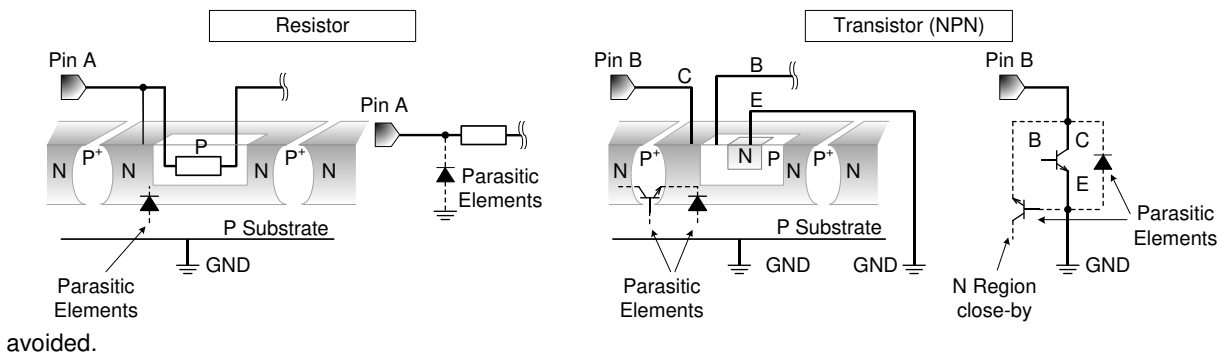 Resistor
Transistor (NPN)
Pin A
Pin B
B
Pin B
C
E
Pin A
P
N
P+
N
N
P+
N
Parasitic
Elements
P Substrate
GND
Parasitic
Elements
N
P+
N
P
N
P+
N
P Substrate
GND
GND
Parasitic
Elements
B
C
E
Parasitic
Elements
GND
N Region
close-by
avoided.